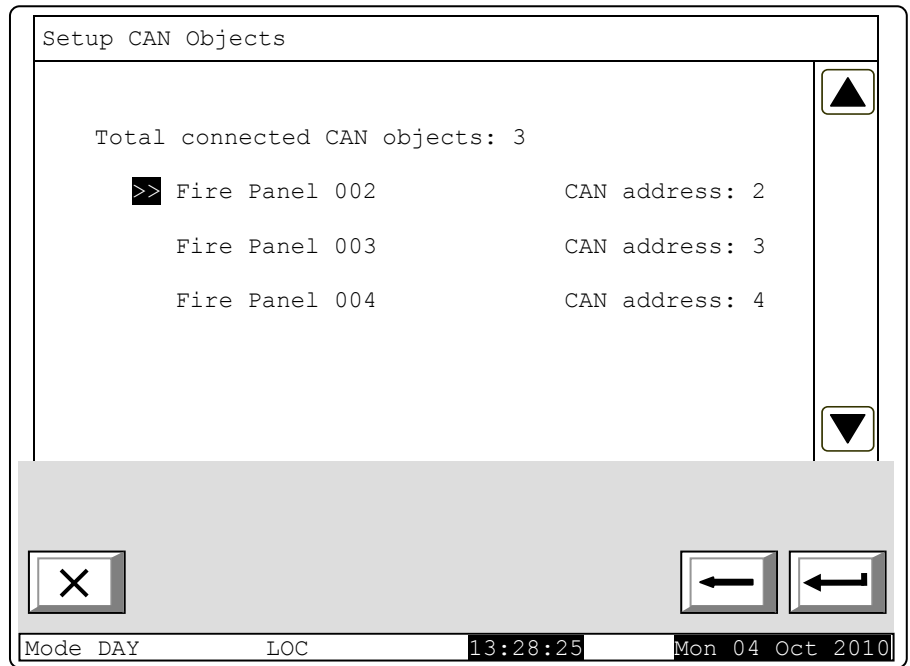 Setup CAN Objects
Total connected CAN objects: 3
>> Fire Panel 002 CAN address: 2
Fire Panel 003 CAN address: 3
Fire Panel 004 CAN address: 4
Mode DAY LOC 13:28:25 Mon 04 Oct 2010